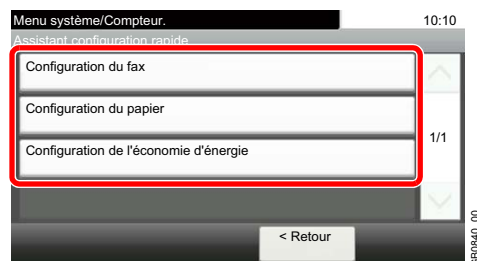 Menu système/Compteur.
10:10
Assistant configuration rapide
Configuration du fax
Configuration du papier
1/1
Configuration de l'économie d'énergie
< Retour